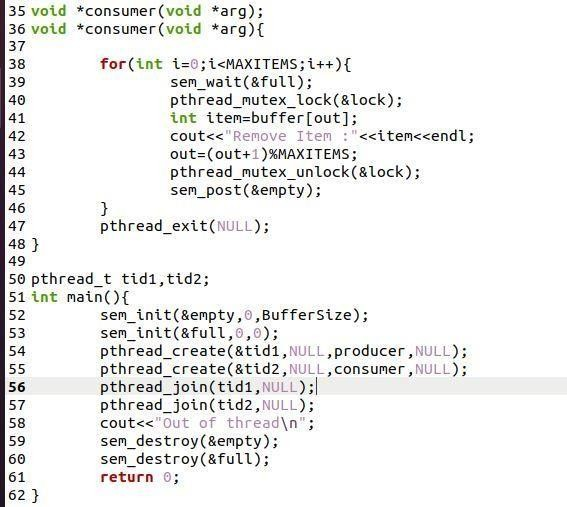 35 void *consumer(void *arg);
36 void *consumer(void *arg){
37
38         for(int i=0;i<MAXITEMS;i++){
39                 sem_wait(&full);
40                 pthread_mutex_lock(&lock);
41                 int item=buffer[out];
42                 cout<<"Remove Item :"<<item<<endl;
43                 out=(out+1)%MAXITEMS;
44                 pthread_mutex_unlock(&lock);
45                 sem_post(&empty);
46         }
47         pthread_exit(NULL);
48 }
49
50 pthread_t tid1,tid2;
51 int main(){
52         sem_init(&empty,0,BufferSize);
53         sem_init(&full,0,0);
54         pthread_create(&tid1,NULL,producer,NULL);
55         pthread_create(&tid2,NULL,consumer,NULL);
56         pthread_join(tid1,NULL);
57         pthread_join(tid2,NULL);
58         cout<<"Out of thread\n";
59         sem_destroy(&empty);
60         sem_destroy(&full);
61         return 0;
62 }